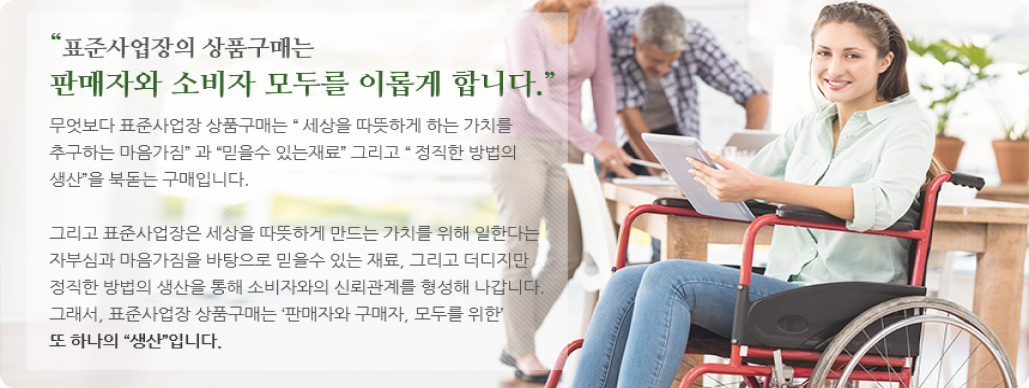 “표준사업장의 상품구매는
판매자와 소비자 모두를 이롭게 합니다.”
무엇보다 표준사업장 상품구매는 “ 세상을 따뜻하게 하는 가치를
추구하는 마음가짐” 과 “믿을수 있는재료” 그리고 “ 정직한 방법의
생산”을 북돋는 구매입니다.
그리고 표준사업장은 세상을 따뜻하게 만드는 가치를 위해 일한다는
자부심과 마음가짐을 바탕으로 믿을수 있는 재료, 그리고 더디지만
정직한 방법의 생산을 통해 소비자와의 신뢰관계를 형성해 나갑니다.
그래서, 표준사업장 상품구매는 ‘판매자와 구매자, 모두를 위한’
또 하나의 “생산”입니다.